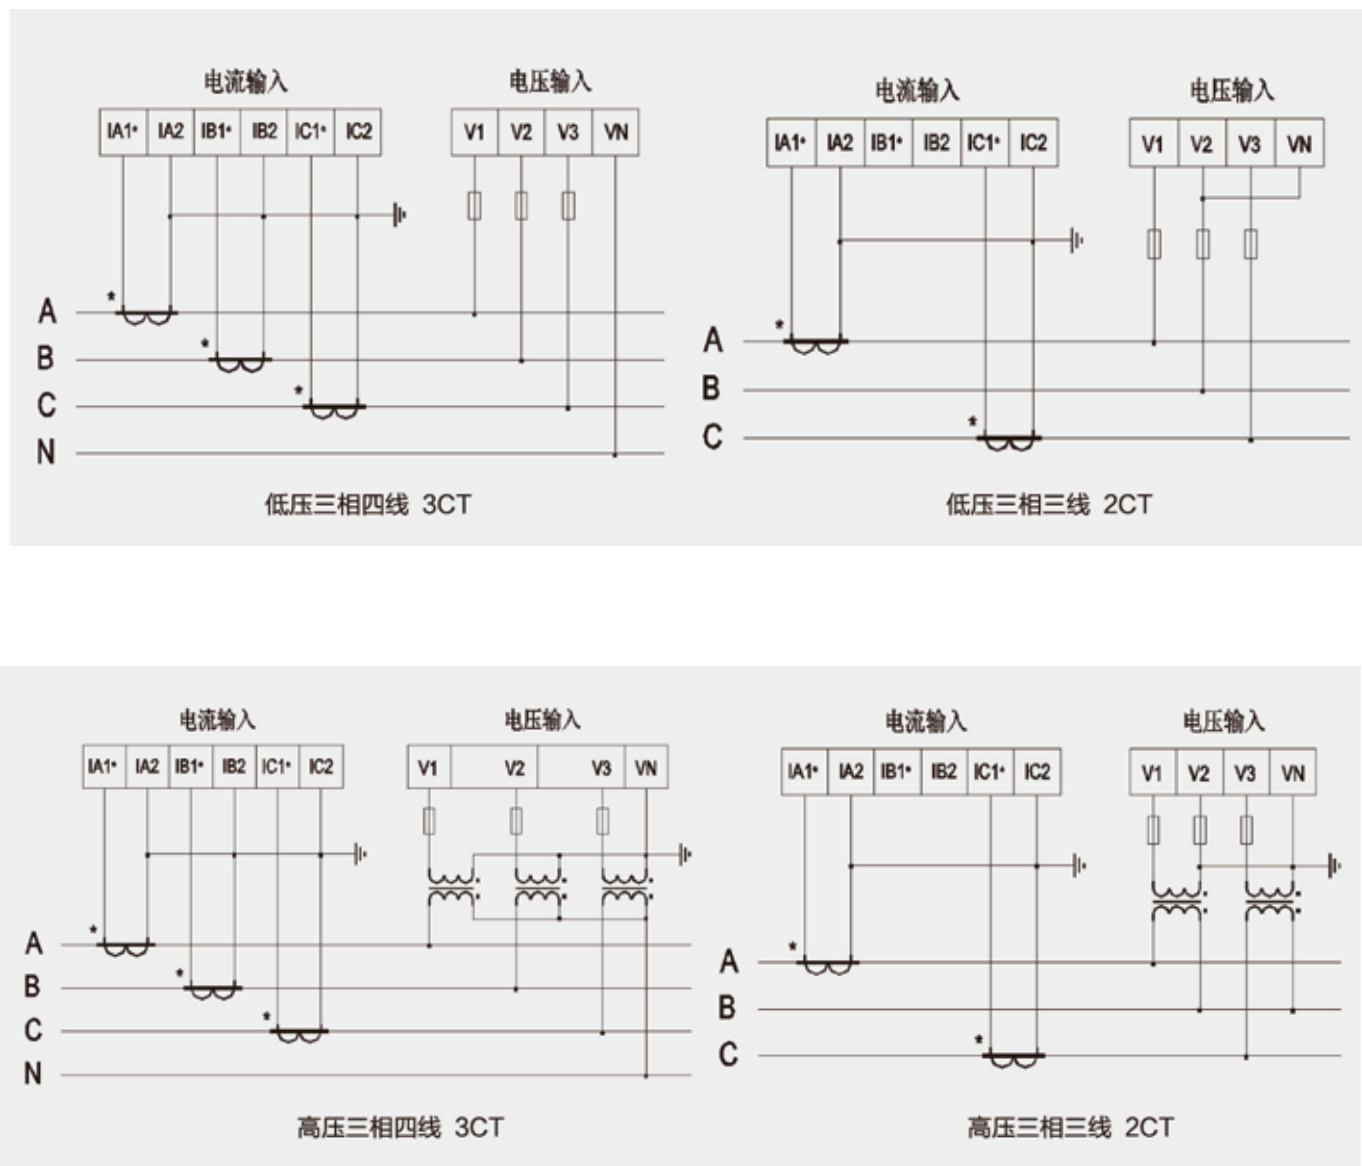 电流输入 电压输入
IA1* IA2 IB1* IB2 IC1* IC2 V1 V2 V3 VN
*
A
*
B
*
C
N
低压三相四线 3CT
电流输入 电压输入
IA1* IA2 IB1* IB2 IC1* IC2 V1 V2 V3 VN
*
A
B
*
C
低压三相三线 2CT
电流输入 电压输入
IA1* IA2 IB1* IB2 IC1* IC2 V1 V2 V3 VN
*
A
*
B
*
C
N
高压三相四线 3CT
电流输入 电压输入
IA1* IA2 IB1* IB2 IC1* IC2 V1 V2 V3 VN
*
A
B
*
C
高压三相三线 2CT